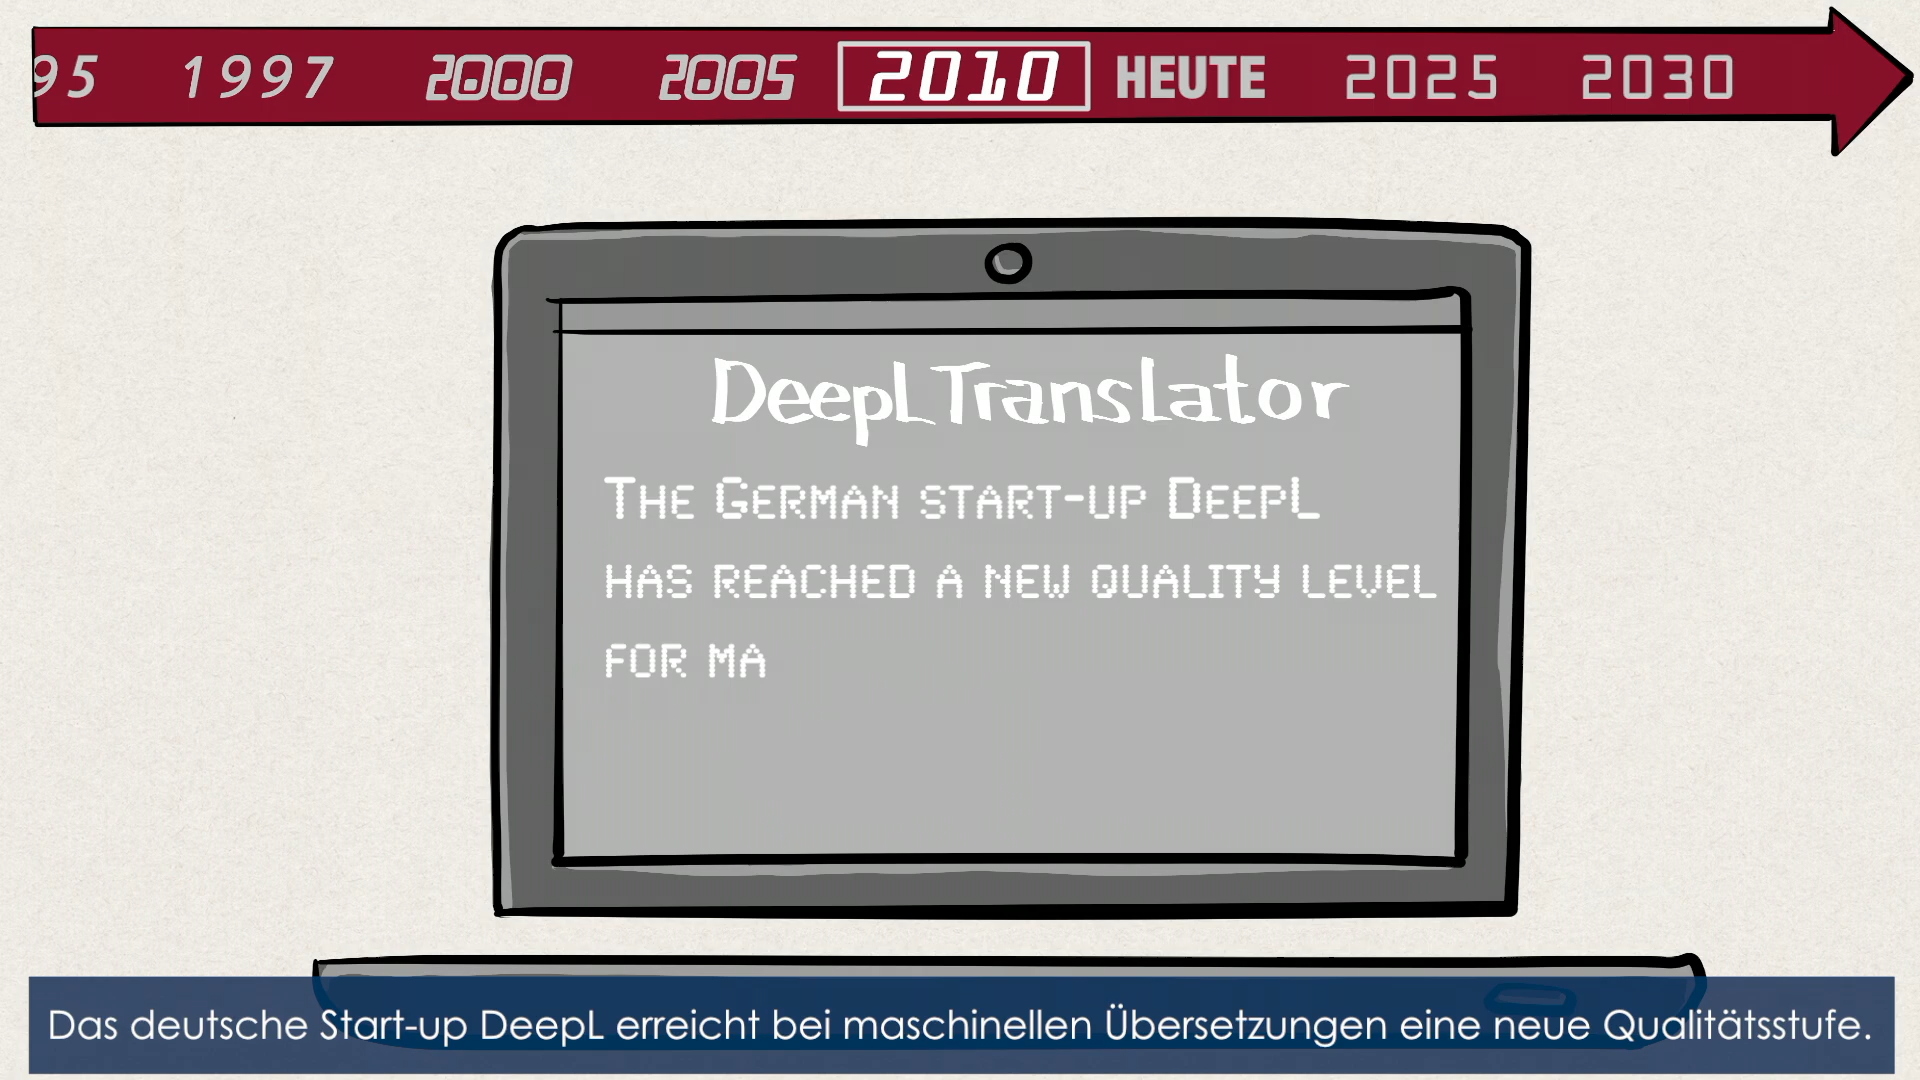 95 1997 2000 2005 2010 HEUTE 2025 2030
DeepL Translator
THE GERMAN START-UP DEEPL
HAS REACHED A NEW QUALITY LEVEL
FOR MA
Das deutsche Start-up DeepL erreicht bei maschinellen Übersetzungen eine neue Qualitätsstufe.